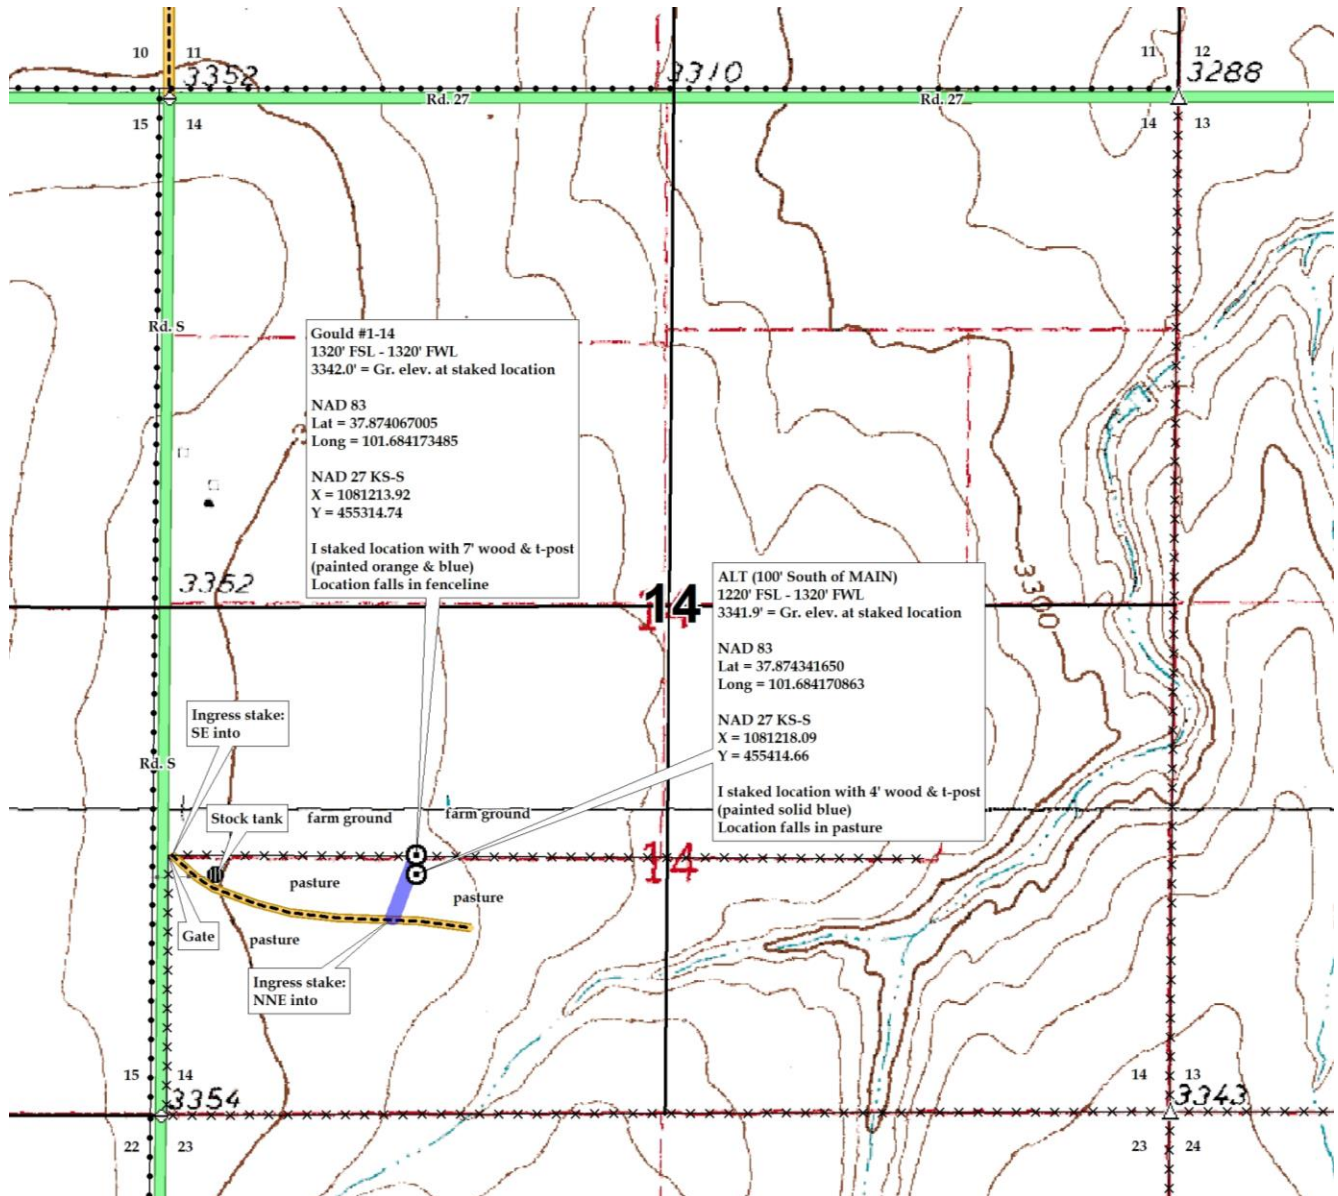 10 11
3352
3310
11 12
3288
Rd. 27
Rd. 27
15 14
14 13
Rd. S
Gould #1-14
1320' FSL - 1320' FWL
3342.0' = Gr. elev. at staked location
NAD 83
Lat = 37.874067005
Long = 101.684173485
NAD 27 KS-S
X = 1081213.92
Y = 455314.74
I staked location with 7' wood & t-post
(painted orange & blue)
Location falls in fenceline
3352
14
3300
ALT (100' South of MAIN)
1220' FSL - 1320' FWL
3341.9' = Gr. elev. at staked location
NAD 83
Lat = 37.874341650
Long = 101.684170863
NAD 27 KS-S
X = 1081218.09
Y = 455414.66
I staked location with 4' wood & t-post
(painted solid blue)
Location falls in pasture
Ingress stake:
SE into
Rd. S
Stock tank
farm ground
farm ground
14
pasture
pasture
Gate
pasture
Ingress stake:
NNE into
15 14
3354
14 13
3343
22 23
23 24